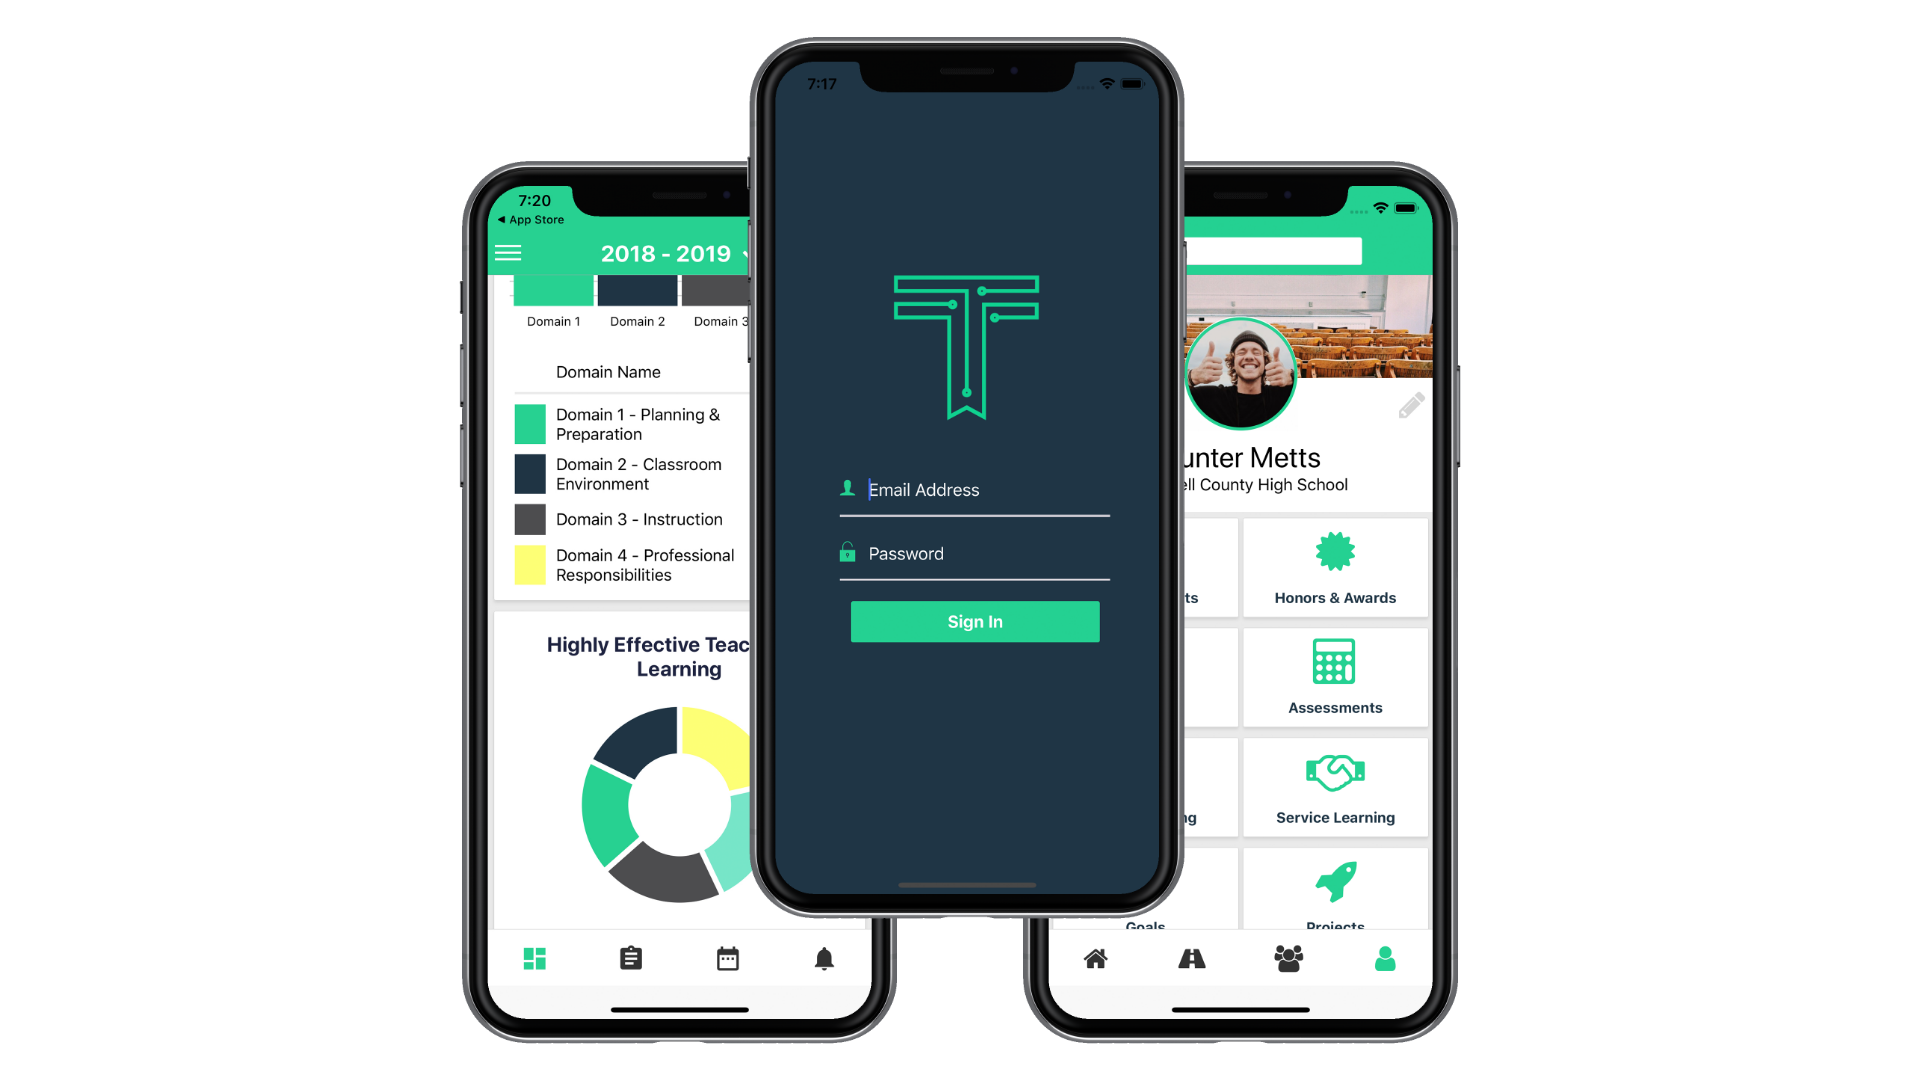 7:20
App Store
2018 - 2019
Domain 1
Domain 2
Domain 3
Domain Name
Domain 1 - Planning &
Preparation
Domain 2 - Classroom
Environment
Domain 3 - Instruction
Domain 4 - Professional
Responsibilities
Highly Effective Teac
Learning
7:17
Email Address
Password
Sign In
unter Metts
ell County High School
ts
Honors & Awards
Assessments
ng
Service Learning
Goals
Projects